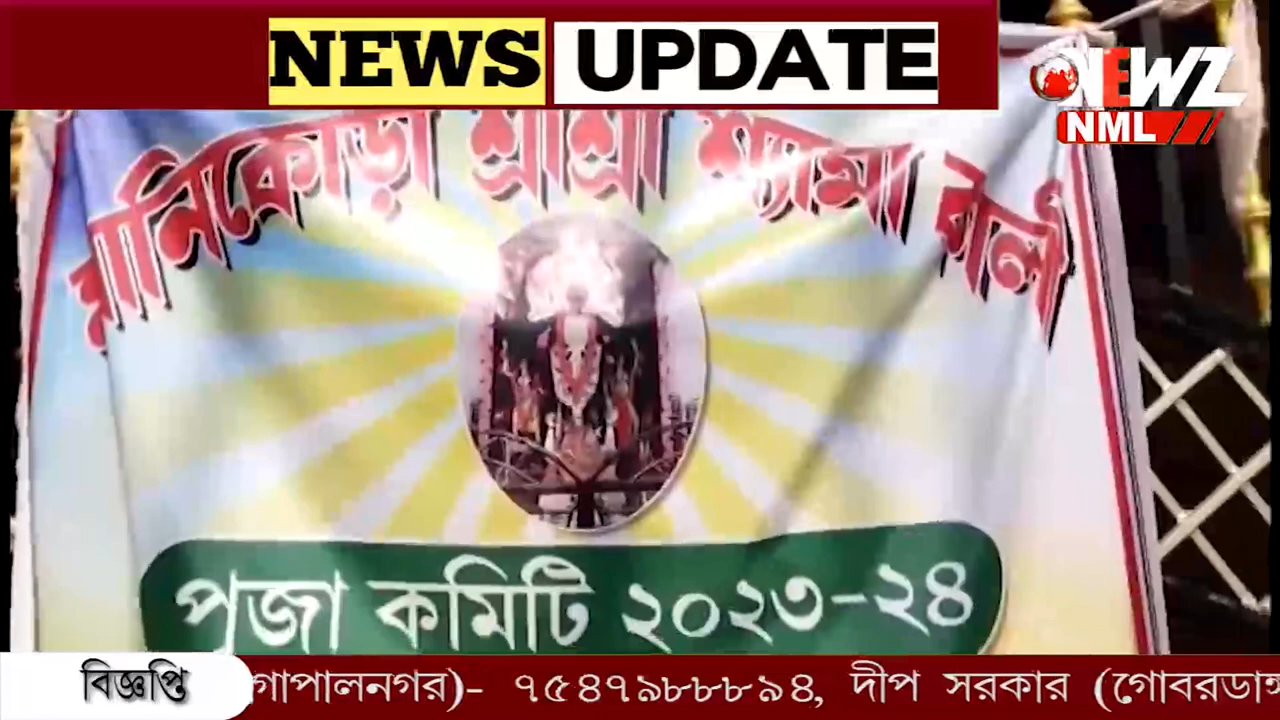 NEWS UPDATE
NEWZ
NML
মানিকোড়া শ্রীশ্রী শ্যামা কালী
পূজা কমিটি ২০২৩-২৪
বিজ্ঞপ্তি
(গোপালনগর)- ৭৫৪৭৯৮৮৮৯৪, দীপ সরকার (গোবরডাঙ্গ